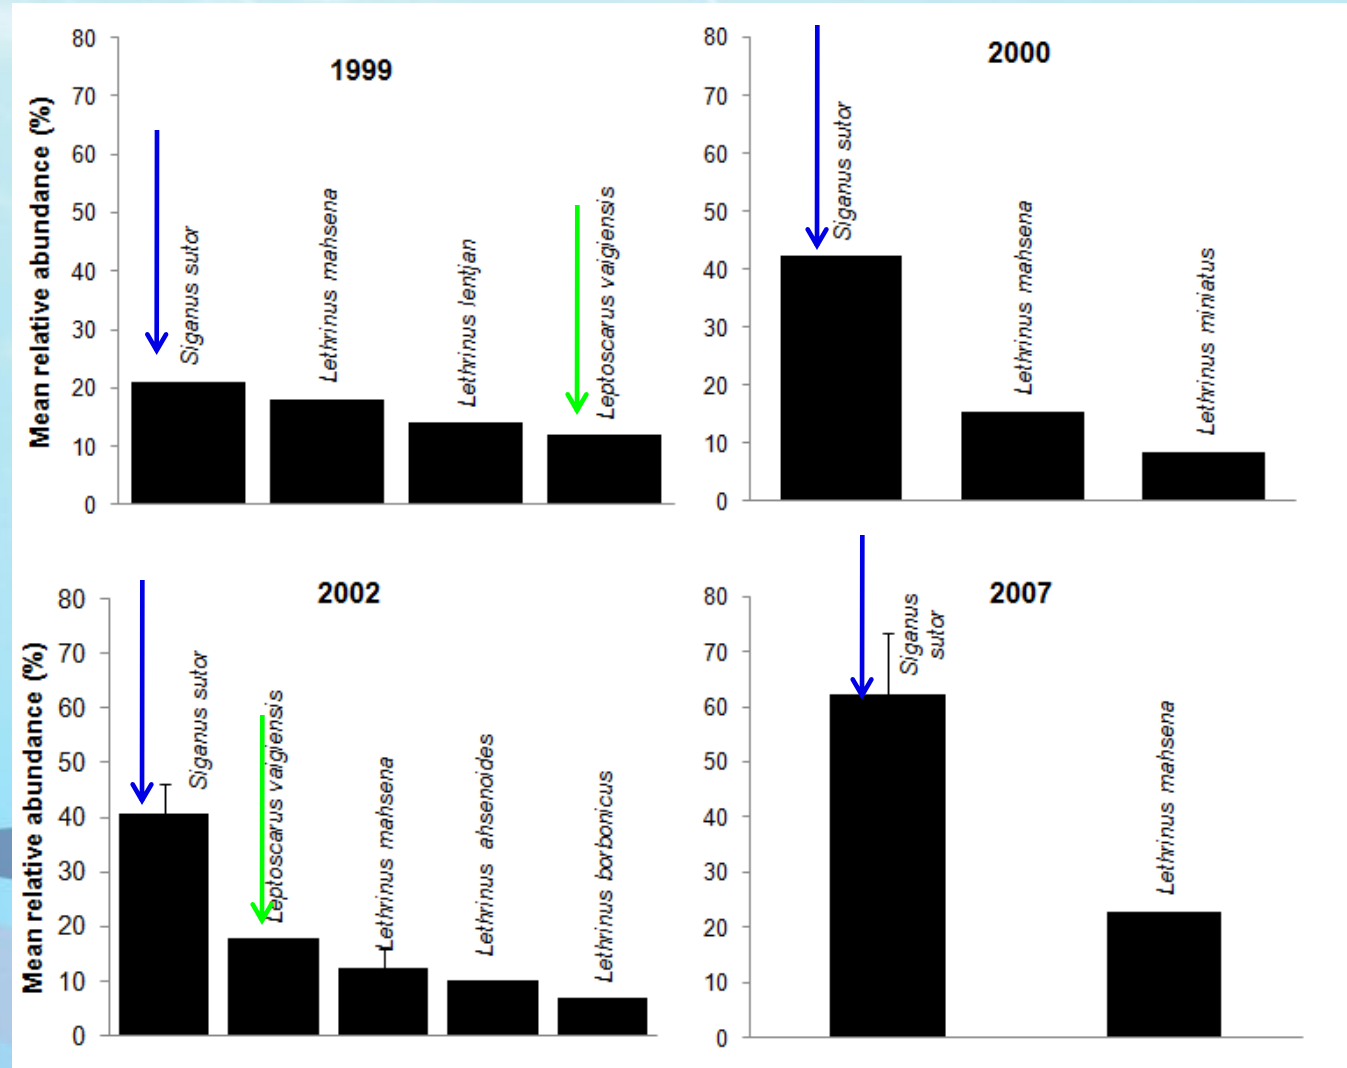 1999
Mean relative abundance (%)
80
70
60
50
40
30
20
10
0
Siganus sutor
Lethrinus mahsena
Lethrinus lentjan
Leptoscarus vaigiensis
2000
80
70
60
50
40
30
20
10
0
Siganus sutor
Lethrinus mahsena
Lethrinus miniatus
2002
Mean relative abundance (%)
80
70
60
50
40
30
20
10
0
Siganus sutor
Leptoscarus vaigiensis
Lethrinus mahsena
Lethrinus ahsenoides
Lethrinus borbonicus
2007
80
70
60
50
40
30
20
10
0
Siganus
sutor
Lethrinus mahsena